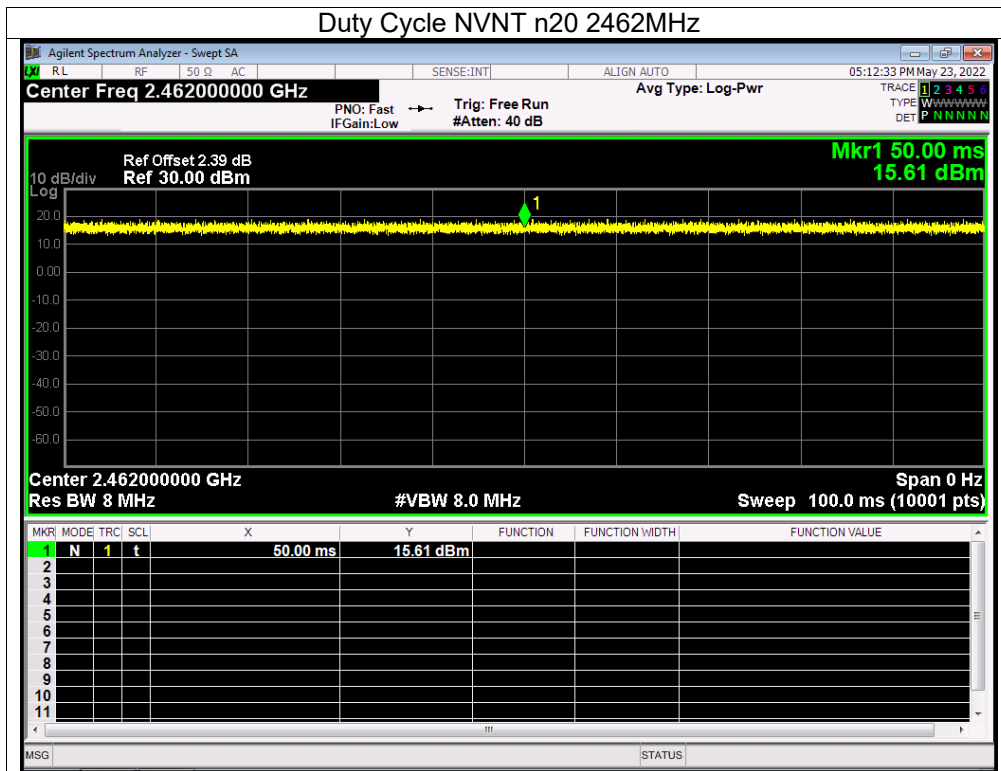 Duty Cycle NVNT n20 2462MHz
Agilent Spectrum Analyzer - Swept SA
LXI RL RF 50 Ω AC SENSE:INT ALIGN AUTO 05:12:33 PM May 23, 2022
Center Freq 2.462000000 GHz Avg Type: Log-Pwr TRACE 1 2 3 4 5 6
PNO: Fast Trig: Free Run TYPE WWWWWW
IFGain:Low #Atten: 40 dB DET P N N N N N
Mkr1 50.00 ms
15.61 dBm
Ref Offset 2.39 dB
10 dB/div Ref 30.00 dBm
Log
1
20.0
10.0
0.00
-10.0
-20.0
-30.0
-40.0
-50.0
-60.0
Center 2.462000000 GHz Span 0 Hz
Res BW 8 MHz #VBW 8.0 MHz Sweep 100.0 ms (10001 pts)
MKR MODE TRC SCL X Y FUNCTION FUNCTION WIDTH FUNCTION VALUE
1 N 1 t 50.00 ms 15.61 dBm
2
3
4
5
6
7
8
9
10
11
MSG STATUS